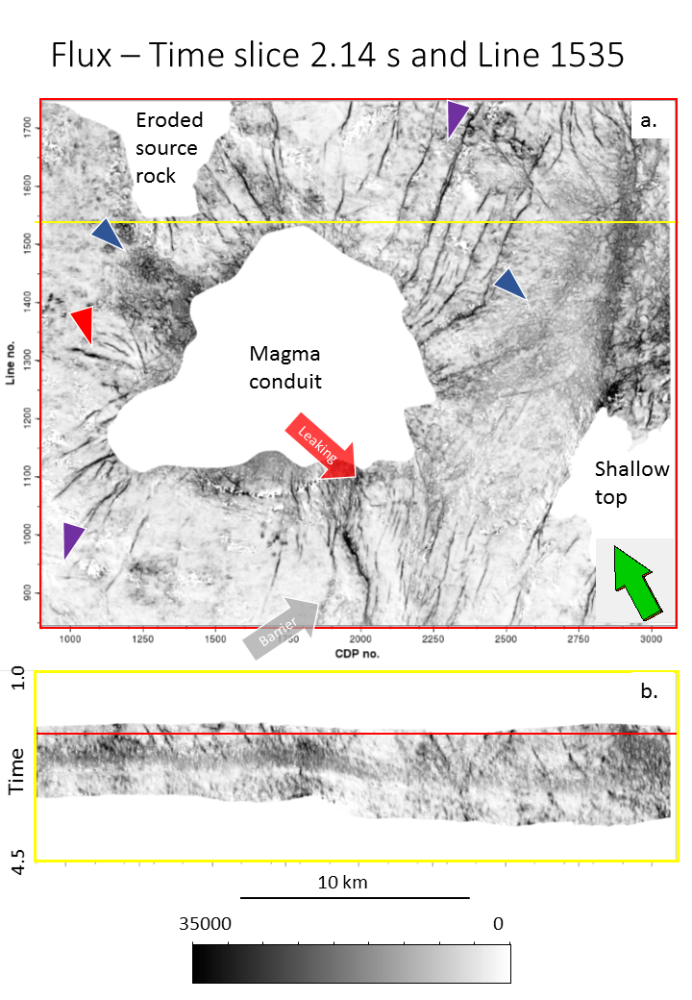 Flux – Time slice 2.14 s and Line 1535
a.
Eroded
source
rock
Magma
conduit
Leaking
Shallow
top
Barrier
Line no.
1700
1600
1500
1400
1300
1200
1100
1000
900
1000
1250
1500
1750
2000
2250
2500
2750
3000
CDP no.
b.
1.0
Time
4.5
10 km
35000
0